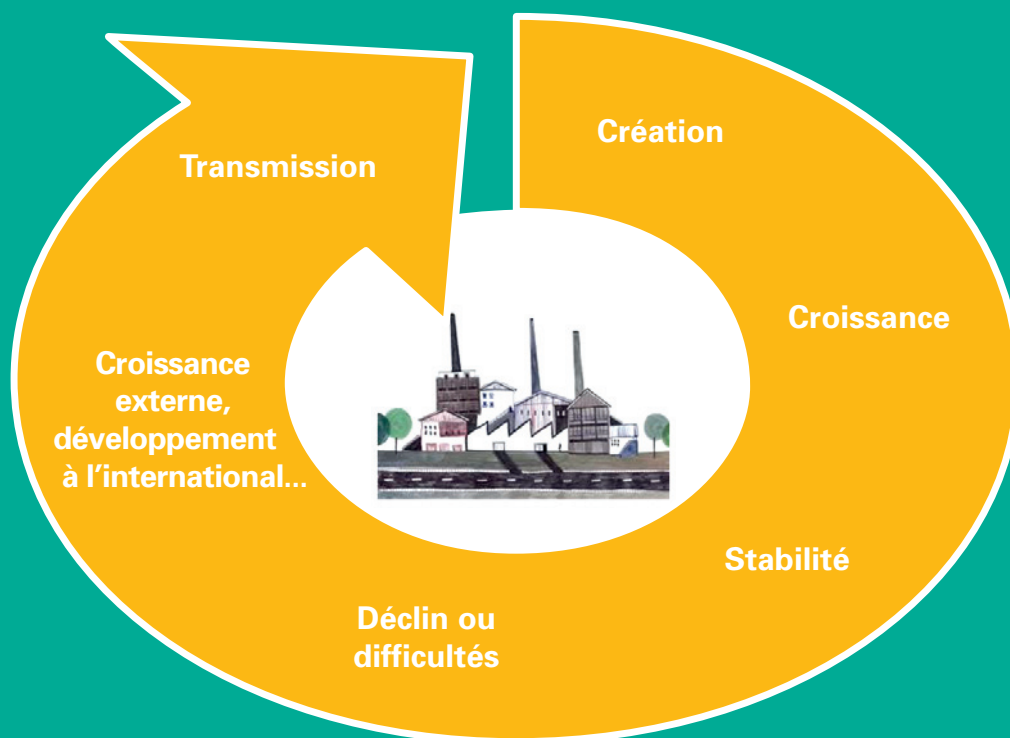 Création
Croissance
Stabilité
Déclin ou
difficultés
Croissance
externe,
développement
à l’international...
Transmission